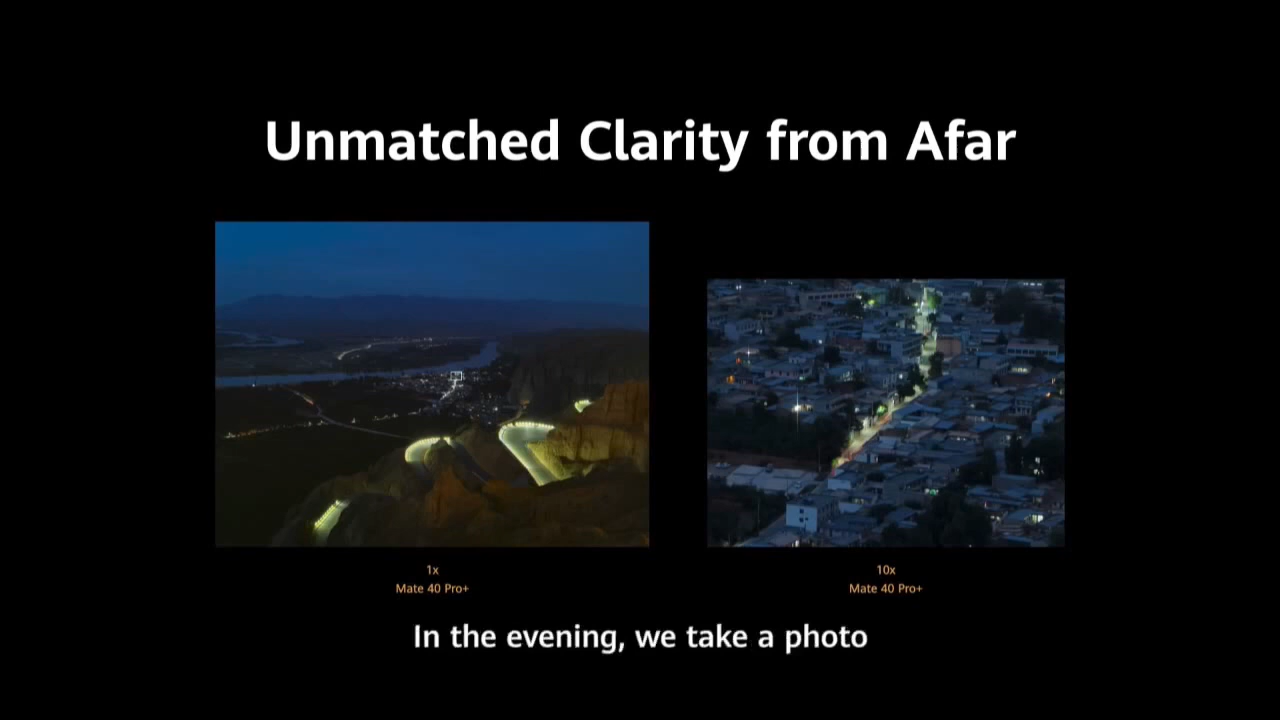 Unmatched Clarity from Afar
1x
Mate 40 Pro+
10x
Mate 40 Pro+
In the evening, we take a photo